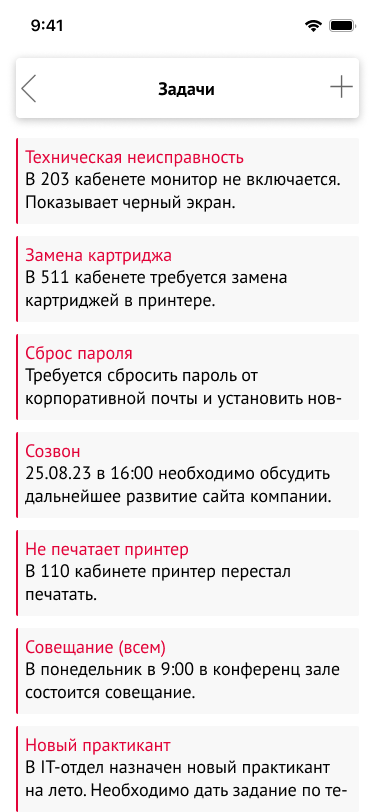 9:41
Задачи
Техническая неисправность
В 203 кабенете монитор не включается.
Показывает черный экран.
Замена картриджа
В 511 кабенете требуется замена
картриджей в принтере.
Сброс пароля
Требуется сбросить пароль от
корпоративной почты и установить нов-
Созвон
25.08.23 в 16:00 необходимо обсудить
дальнейшее развитие сайта компании.
Не печатает принтер
В 110 кабинете принтер перестал
печатать.
Совещание (всем)
В понедельник в 9:00 в конференц зале
состоится совещание.
Новый практикант
В IT-отдел назначен новый практикант
на лето. Необходимо дать задание по те-